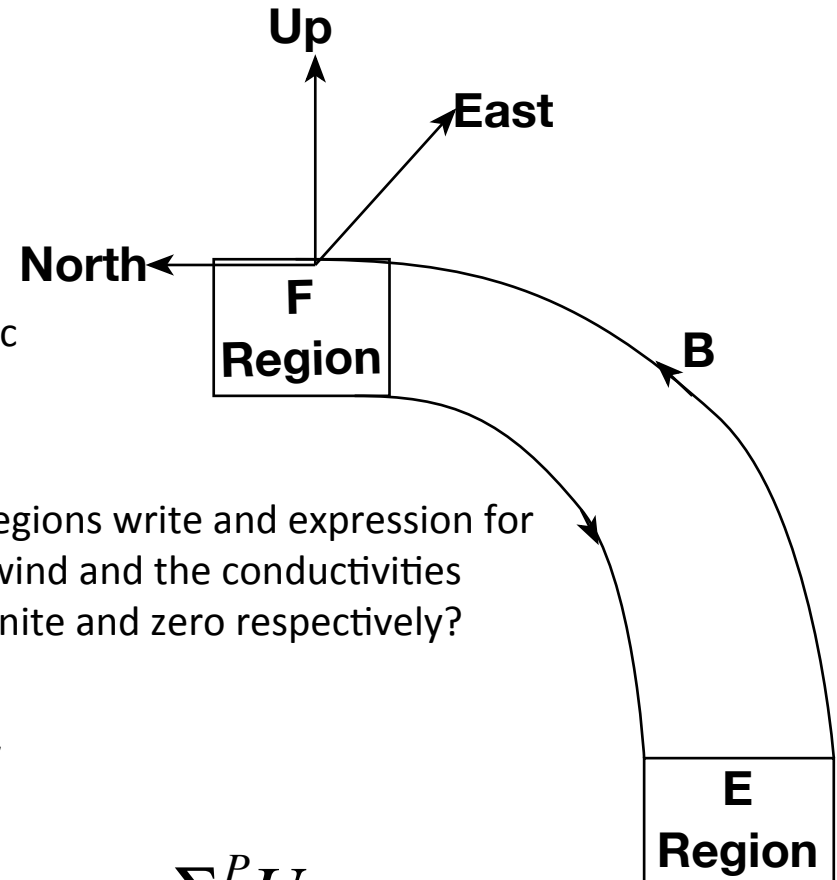 Up
East
North
F
Region
c
B
egions write and expression for
wind and the conductivities
nite and zero respectively?
E
Region